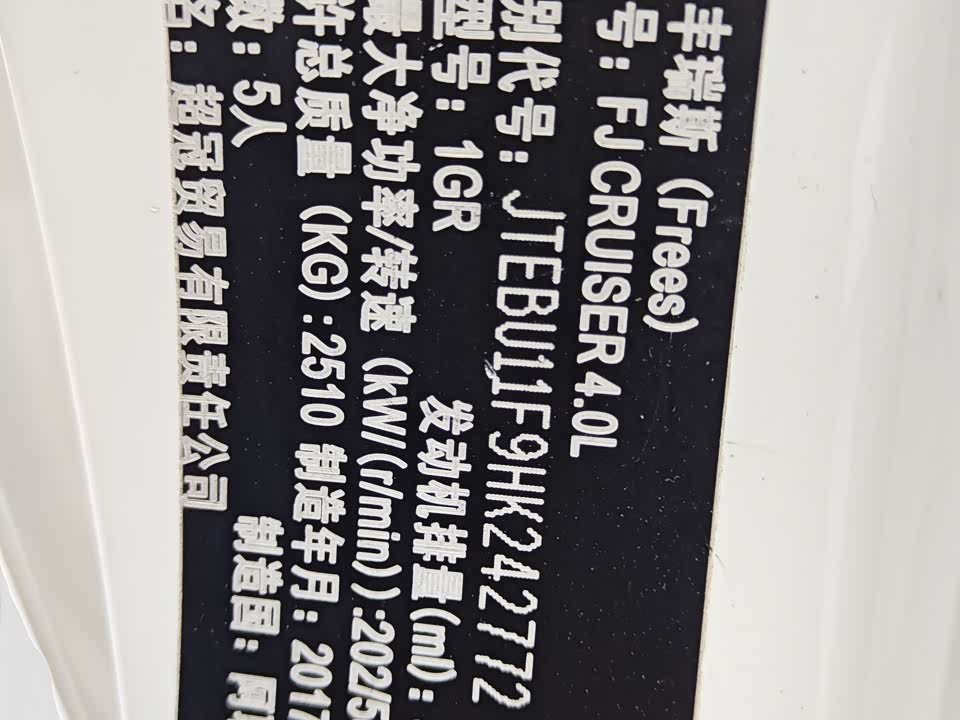 丰瑞斯 (Frees)
号: FJ CRUISER 4.0L
别代号: JTEBU11F9HK242772
型号: 1GR 发动机排量(ml):
最大净功率/转速 (kW/(r/min)):202/5
许总质量 (KG):2510 制造年月: 2017
数: 5人 制造国: 阿
名: 超冠贸易有限责任公司